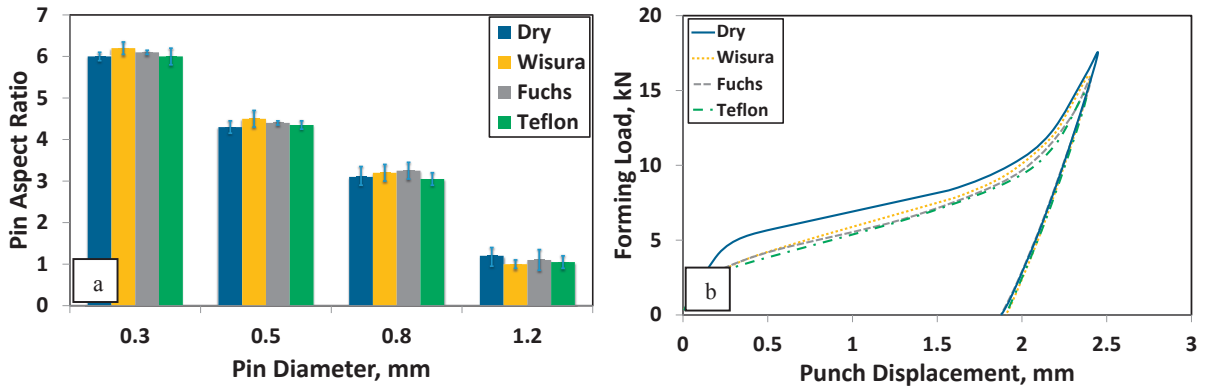 7
6
5
4
3
2
1
0
Pin Aspect Ratio
Dry
Wisura
Fuchs
Teflon
a
0.3 0.5 0.8 1.2
Pin Diameter, mm
20
15
10
5
0
Forming Load, kN
Dry
Wisura
Fuchs
Teflon
b
0 0.5 1 1.5 2 2.5 3
Punch Displacement, mm